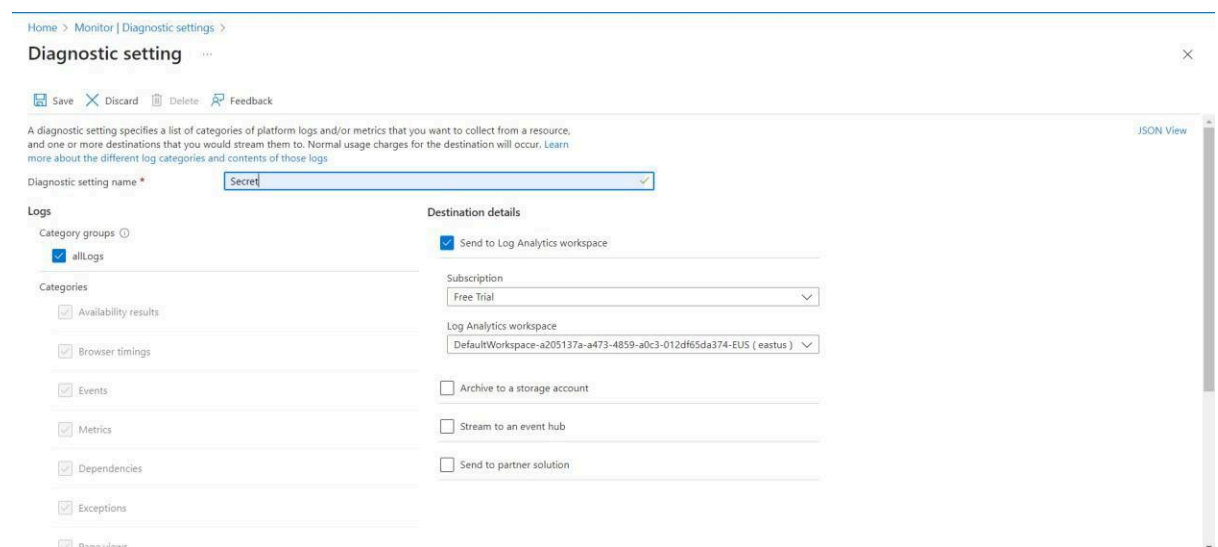 Home > Monitor | Diagnostic settings >
Diagnostic setting ...
Save Discard Delete Feedback
A diagnostic setting specifies a list of categories of platform logs and/or metrics that you want to collect from a resource,
and one or more destinations that you would stream them to. Normal usage charges for the destination will occur. Learn
more about the different log categories and contents of those logs
JSON View
Diagnostic setting name *
Secret
Logs
Category groups
allLogs
Categories
Availability results
Browser timings
Events
Metrics
Dependencies
Exceptions
Page views
Destination details
Send to Log Analytics workspace
Subscription
Free Trial
Log Analytics workspace
DefaultWorkspace-a205137a-a473-4859-a0c3-012df65da374-EUS ( eastus )
Archive to a storage account
Stream to an event hub
Send to partner solution